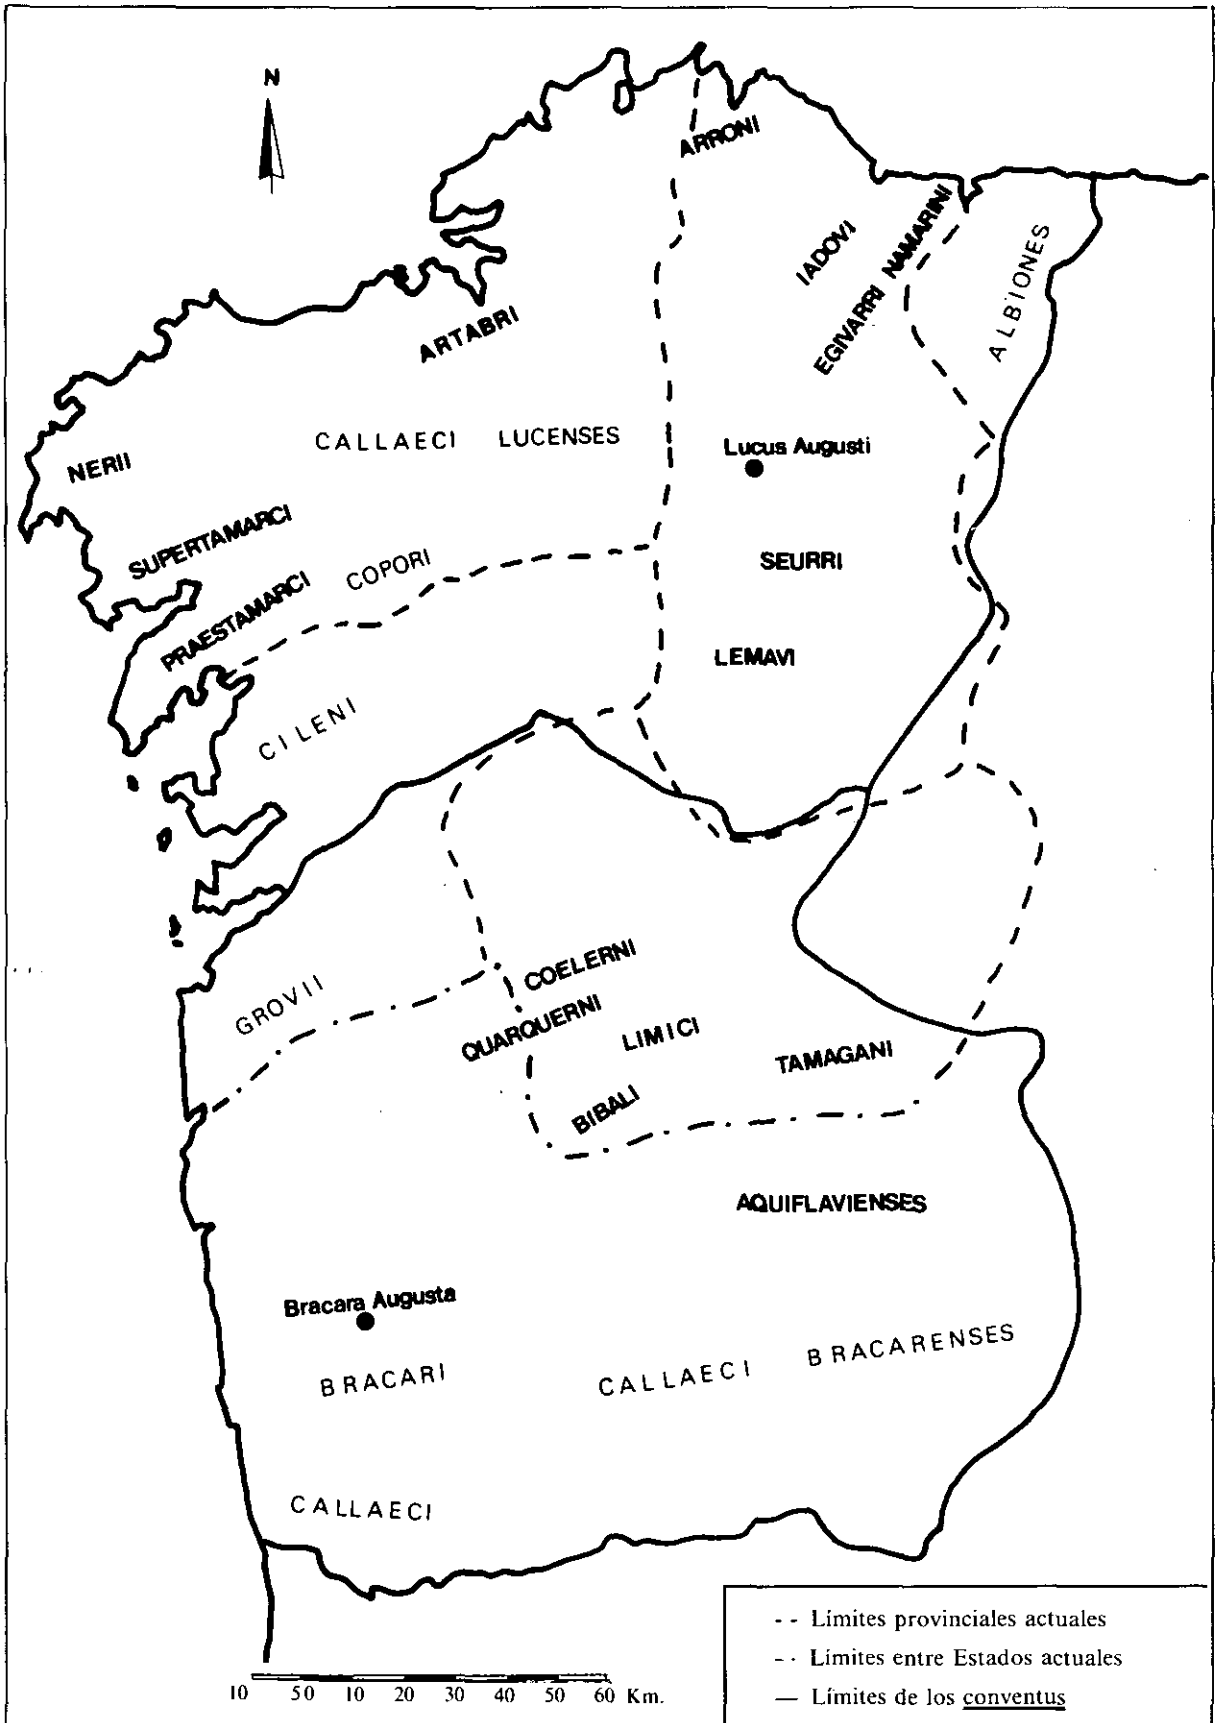 N
ARRONI
IADOVI
EGIVARRI NAMARINI
ALBIONES
ARTABRI
CALLAECI LUCENSES
Lucus Augusti
NERII
SUPERTAMARCI
COPORI
SEURRI
PRAESTAMARCI
LEMAVI
CILENI
COELERNI
GROVII
QUARQUERNI
LIMICI
TAMAGANI
BIBALI
AQUIFLAVIENSES
Bracara Augusta
BRACARI
CALLAECI BRACARENSES
CALLAECI
10 50 10 20 30 40 50 60 Km.
-- Límites provinciales actuales
-· Límites entre Estados actuales
— Límites de los conventus